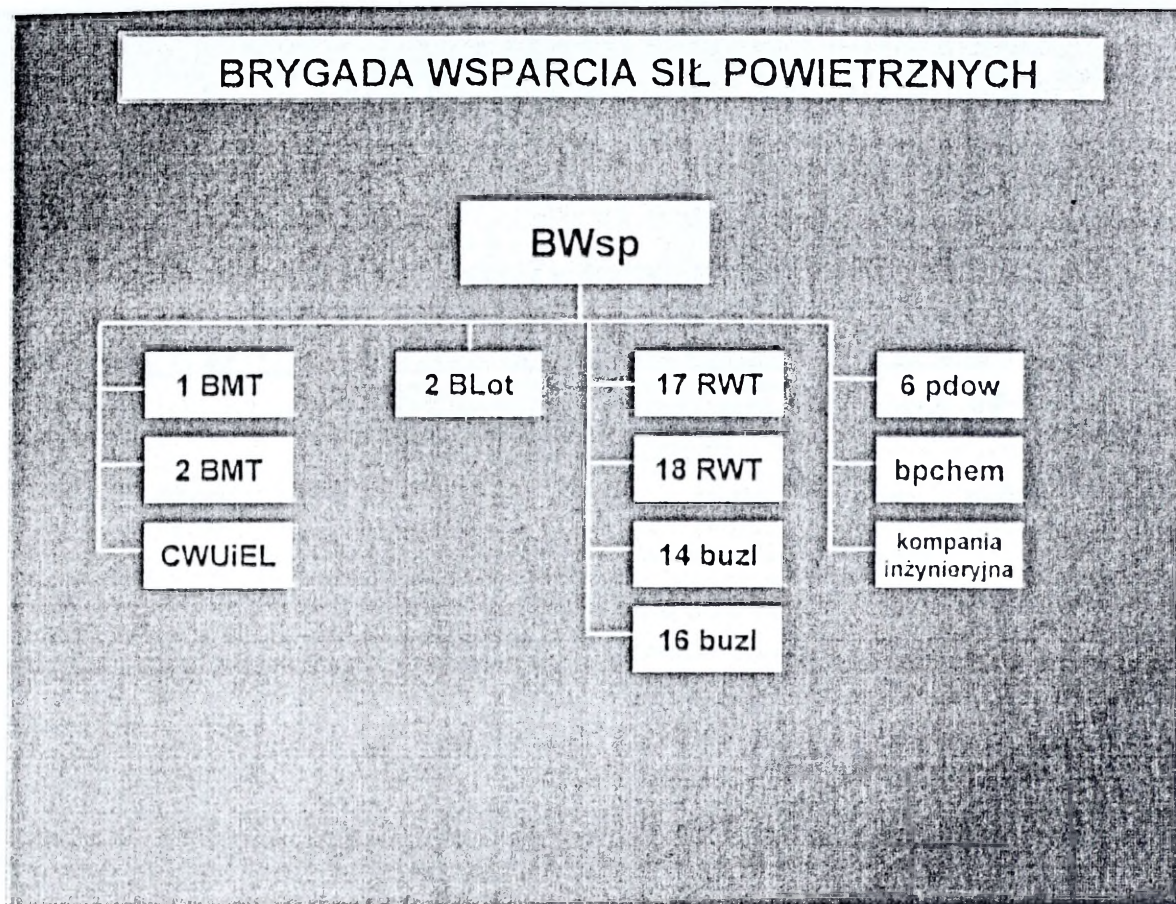 BRYGADA WSPARCIA SIŁ POWIETRZNYCH
BWsp
1 BMT
2 BMT
CWUiEL
2 BLot
17 RWT
18 RWT
14 buzl
16 buzl
6 pdow
bpchem
kompania
inżynieryjna